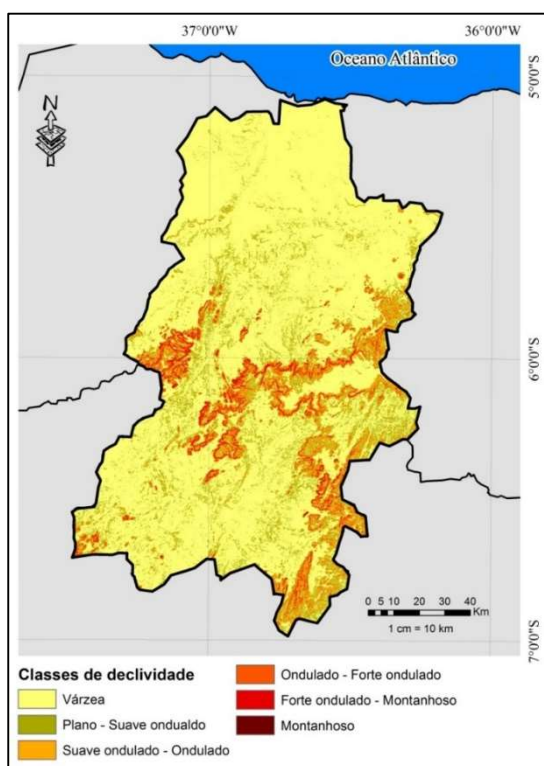 37°0'0"W
36°0'0"W
Oceano Atlântico
5°0'0"S
N
6°0'0"S
0 5 10 20 30 40
Km
1 cm = 10 km
7°0'0"S
Classes de declividade
Várzea
Plano - Suave ondualdo
Suave ondulado - Ondulado
Ondulado - Forte ondulado
Forte ondulado - Montanhoso
Montanhoso